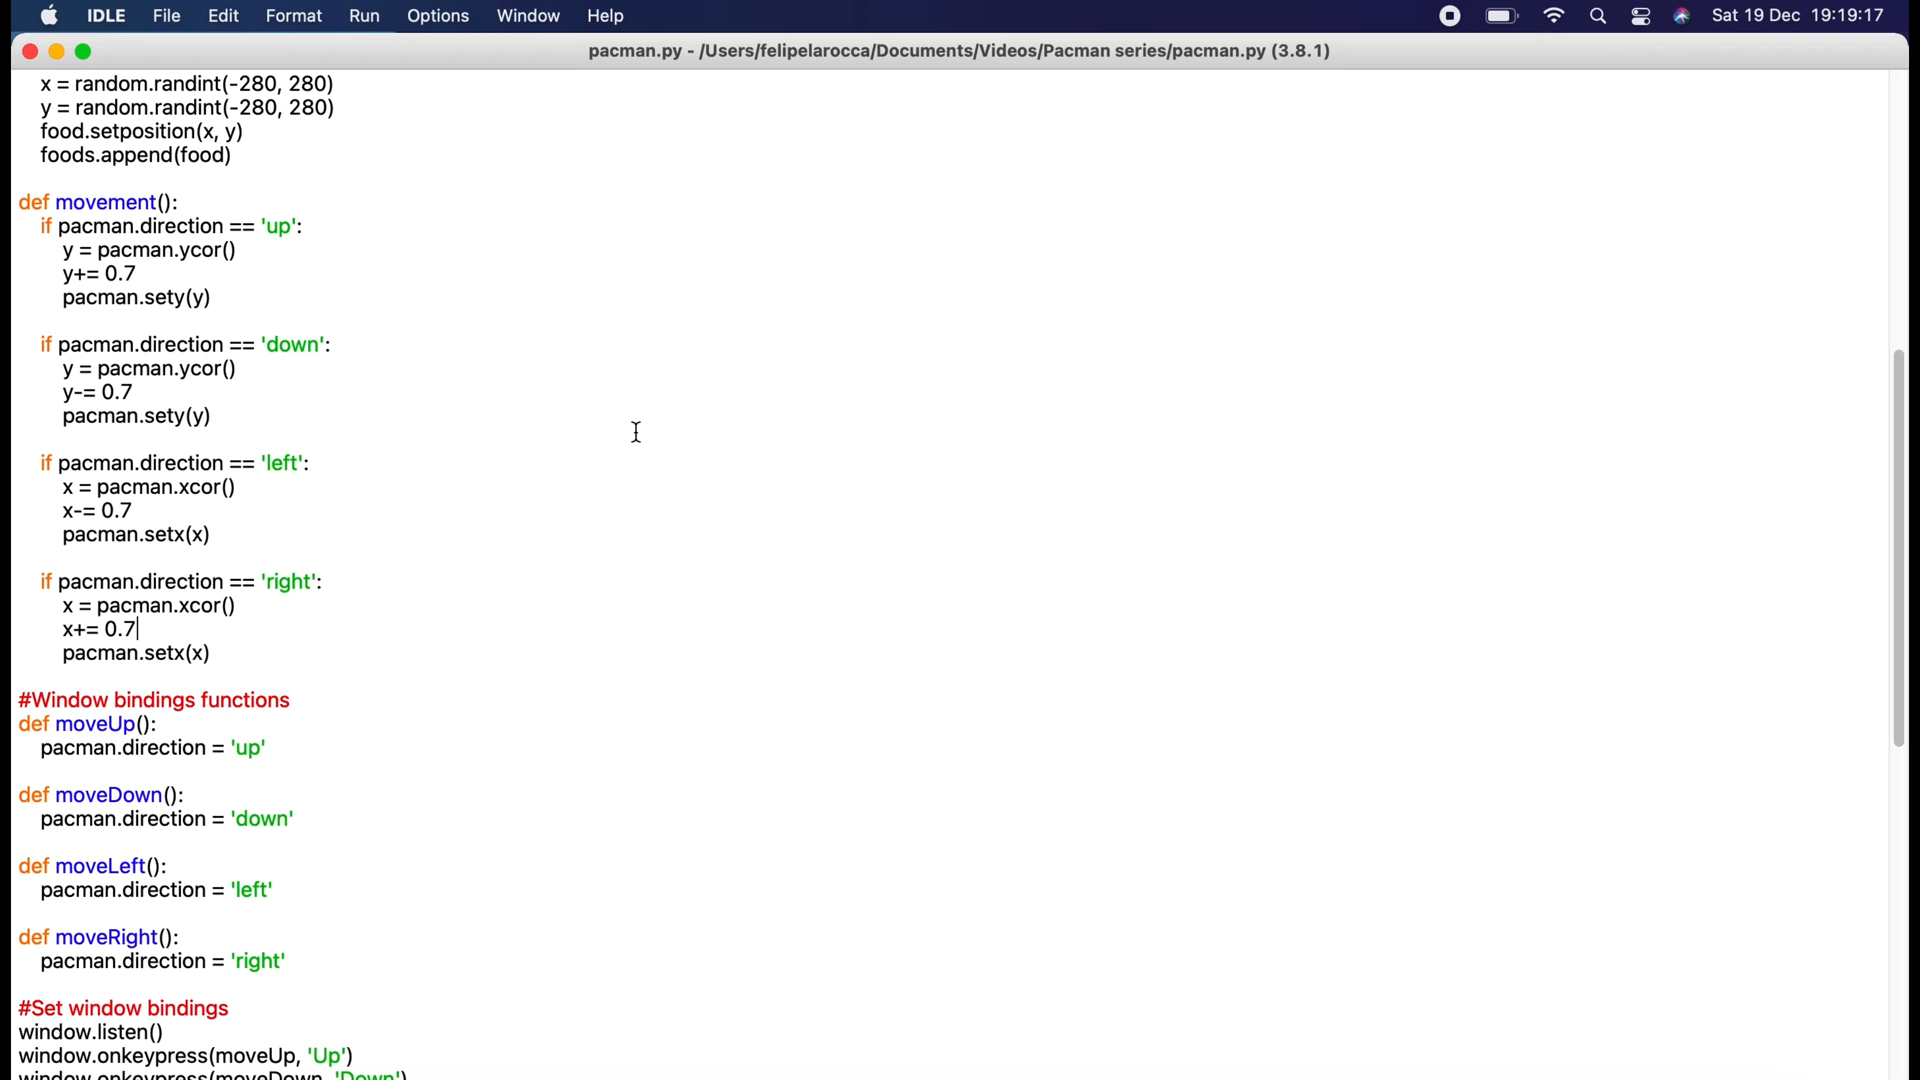 IDLE File Edit Format Run Options Window Help Sat 19 Dec 19:19:17
pacman.py - /Users/felipelarocca/Documents/Videos/Pacman series/pacman.py (3.8.1)
x = random.randint(-280, 280)
y = random.randint(-280, 280)
food.setposition(x, y)
foods.append(food)
def movement():
if pacman.direction == 'up':
y = pacman.ycor()
y+= 0.7
pacman.sety(y)
if pacman.direction == 'down':
y = pacman.ycor()
y-= 0.7
pacman.sety(y)
if pacman.direction == 'left':
x = pacman.xcor()
x-= 0.7
pacman.setx(x)
if pacman.direction == 'right':
x = pacman.xcor()
x+= 0.7
pacman.setx(x)
#Window bindings functions
def moveUp():
pacman.direction = 'up'
def moveDown():
pacman.direction = 'down'
def moveLeft():
pacman.direction = 'left'
def moveRight():
pacman.direction = 'right'
#Set window bindings
window.listen()
window.onkeypress(moveUp, 'Up')
window.onkeypress(moveDown, 'Down')